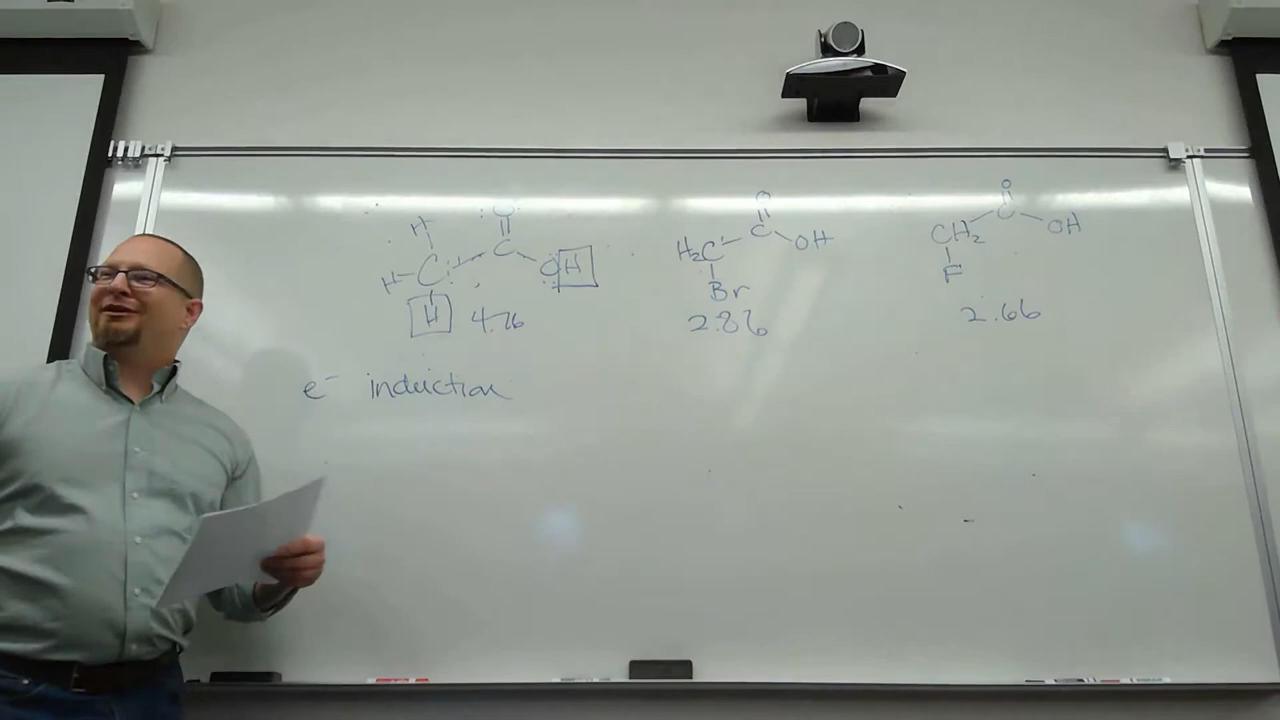 H O O O
H C C OH H₂C C OH CH₂ C OH
H 4.76 Br F
2.86 2.66
e⁻ induction